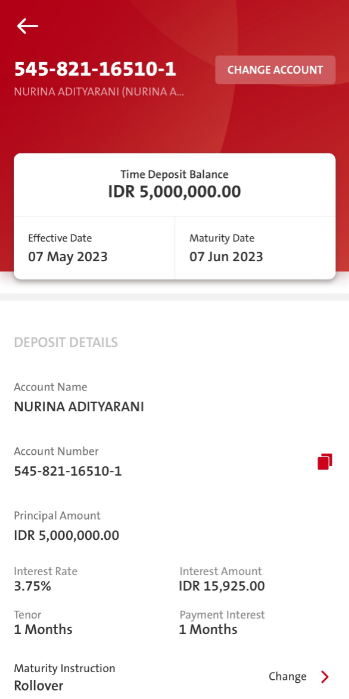 545-821-16510-1
CHANGE ACCOUNT
NURINA ADITYARANI (NURINA A...
Time Deposit Balance
IDR 5,000,000.00
Effective Date
Maturity Date
07 May 2023
07 Jun 2023
DEPOSIT DETAILS
Account Name
NURINA ADITYARANI
Account Number
545-821-16510-1
Principal Amount
IDR 5,000,000.00
Interest Rate
Interest Amount
3.75%
IDR 15,925.00
Tenor
Payment Interest
1 Months
1 Months
Maturity Instruction
Change
Rollover